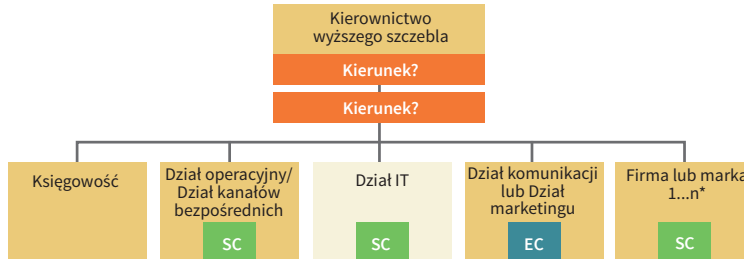 Kierownictwo
wyższego szczebla
Kierunek?
Kierunek?
Księgowość
Dział operacyjny/
Dział kanałów
bezpośrednich
SC
Dział IT
SC
Dział komunikacji
lub Dział
marketingu
EC
Firma lub marka
1...n*
SC